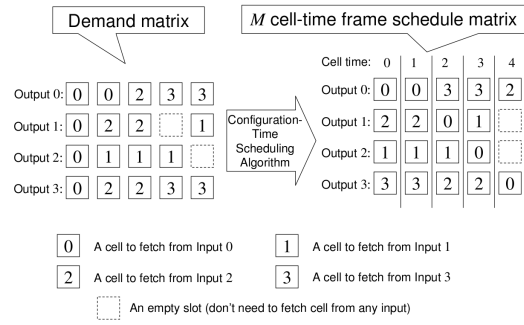 Demand matrix
M cell-time frame schedule matrix
Cell time: 0 1 2 3 4
Output 0: 0 0 2 3 3
Output 1: 0 2 2 1
Output 2: 0 1 1 1
Output 3: 0 2 2 3 3
Configuration-
Time
Scheduling
Algorithm
Output 0: 0 0 3 3 2
Output 1: 2 2 0 1
Output 2: 1 1 1 0
Output 3: 3 3 2 2 0
0 A cell to fetch from Input 0
1 A cell to fetch from Input 1
2 A cell to fetch from Input 2
3 A cell to fetch from Input 3
An empty slot (don't need to fetch cell from any input)